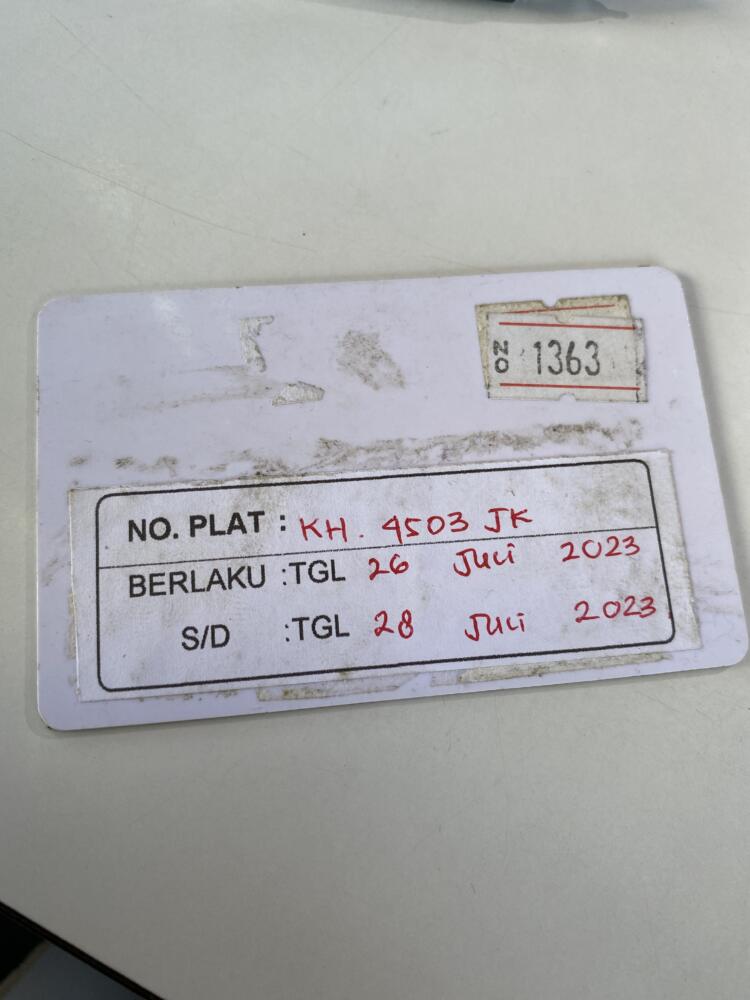 NO 1363
NO. PLAT : KH. 4503 JK
BERLAKU :TGL 26 Juli 2023
S/D :TGL 28 Juli 2023